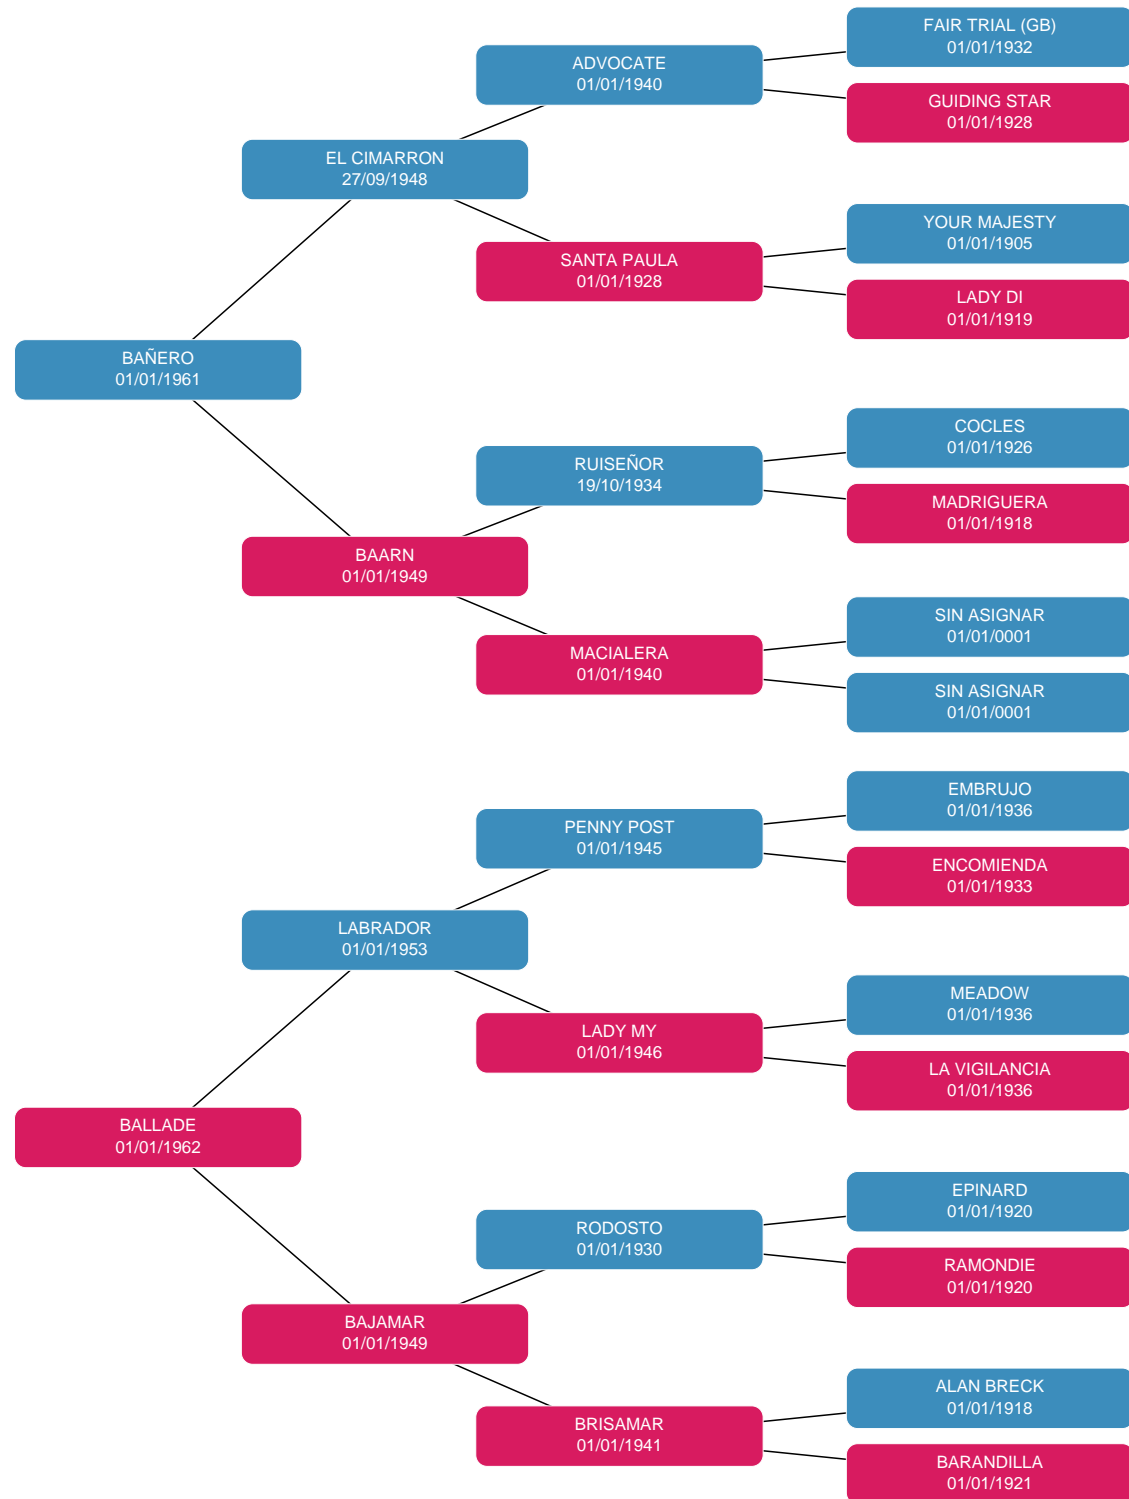 FAIR TRIAL (GB)
01/01/1932
ADVOCATE
01/01/1940
GUIDING STAR
01/01/1928
EL CIMARRON
27/09/1948
YOUR MAJESTY
01/01/1905
SANTA PAULA
01/01/1928
LADY DI
01/01/1919
BAÑERO
01/01/1961
COCLES
01/01/1926
RUISEÑOR
19/10/1934
MADRIGUERA
01/01/1918
BAARN
01/01/1949
SIN ASIGNAR
01/01/0001
MACIALERA
01/01/1940
SIN ASIGNAR
01/01/0001
EMBRUJO
01/01/1936
PENNY POST
01/01/1945
ENCOMIENDA
01/01/1933
LABRADOR
01/01/1953
MEADOW
01/01/1936
LADY MY
01/01/1946
LA VIGILANCIA
01/01/1936
BALLADE
01/01/1962
EPINARD
01/01/1920
RODOSTO
01/01/1930
RAMONDIE
01/01/1920
BAJAMAR
01/01/1949
ALAN BRECK
01/01/1918
BRISAMAR
01/01/1941
BARANDILLA
01/01/1921